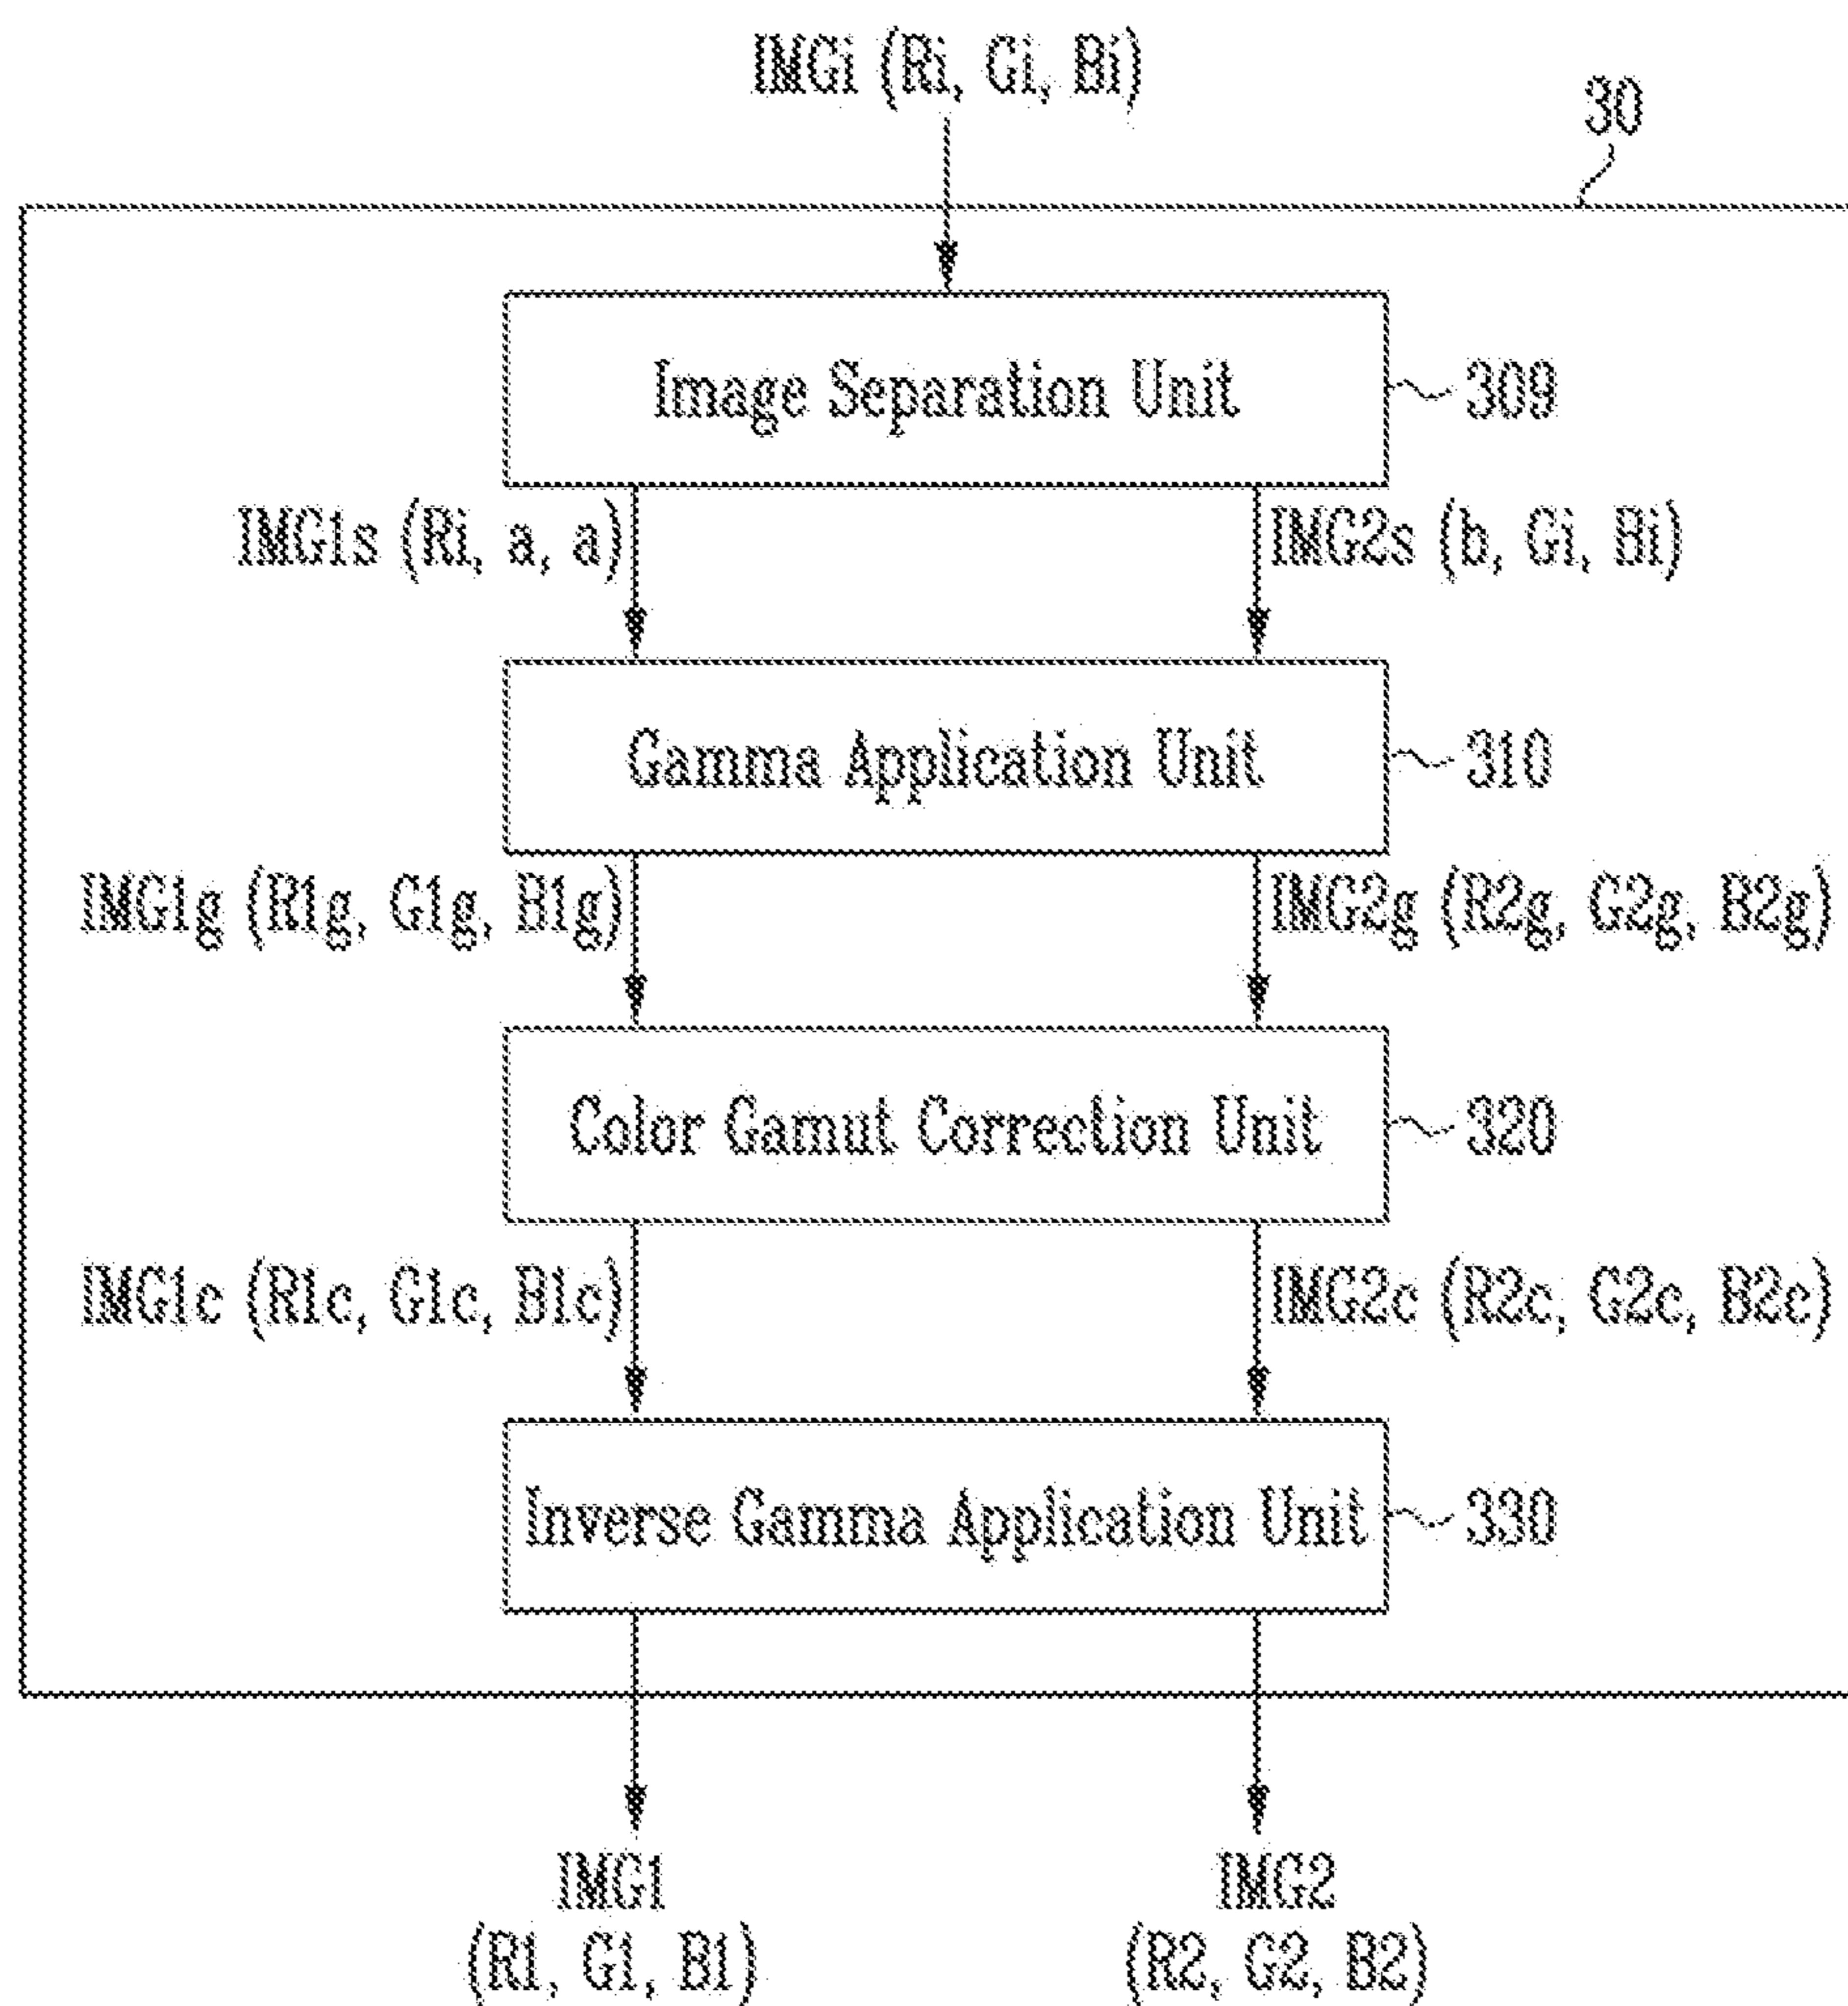 IMGi (Ri, Gi, Bi)
30
Image Separation Unit
309
IMG1s (Ri, a, a)
IMG2s (b, Gi, Bi)
Gamma Application Unit
310
IMG1g (R1g, G1g, B1g)
IMG2g (R2g, G2g, B2g)
Color Gamut Correction Unit
320
IMG1c (R1c, G1c, B1c)
IMG2c (R2c, G2c, B2c)
Inverse Gamma Application Unit
330
IMG1
(R1, G1, B1)
IMG2
(R2, G2, B2)